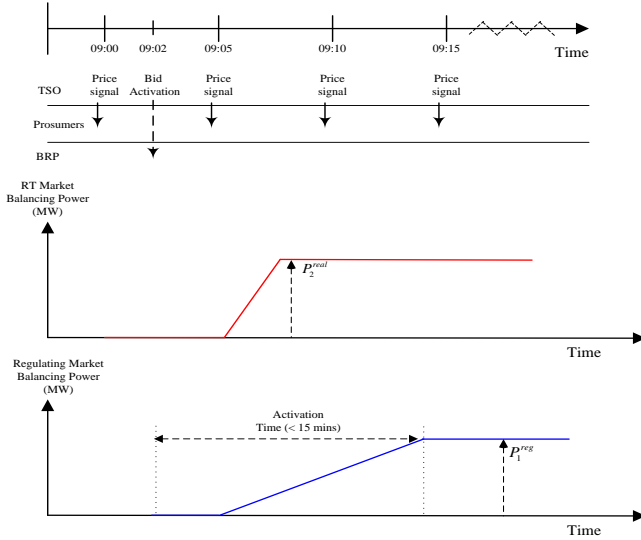 09:00 09:02 09:05 09:10 09:15
Time
TSO
Price signal
Bid Activation
Price signal
Price signal
Price signal
Prosumers
BRP
RT Market
Balancing Power
(MW)
P_2^{real}
Time
Regulating Market
Balancing Power
(MW)
Activation
Time (< 15 mins)
P_1^{reg}
Time